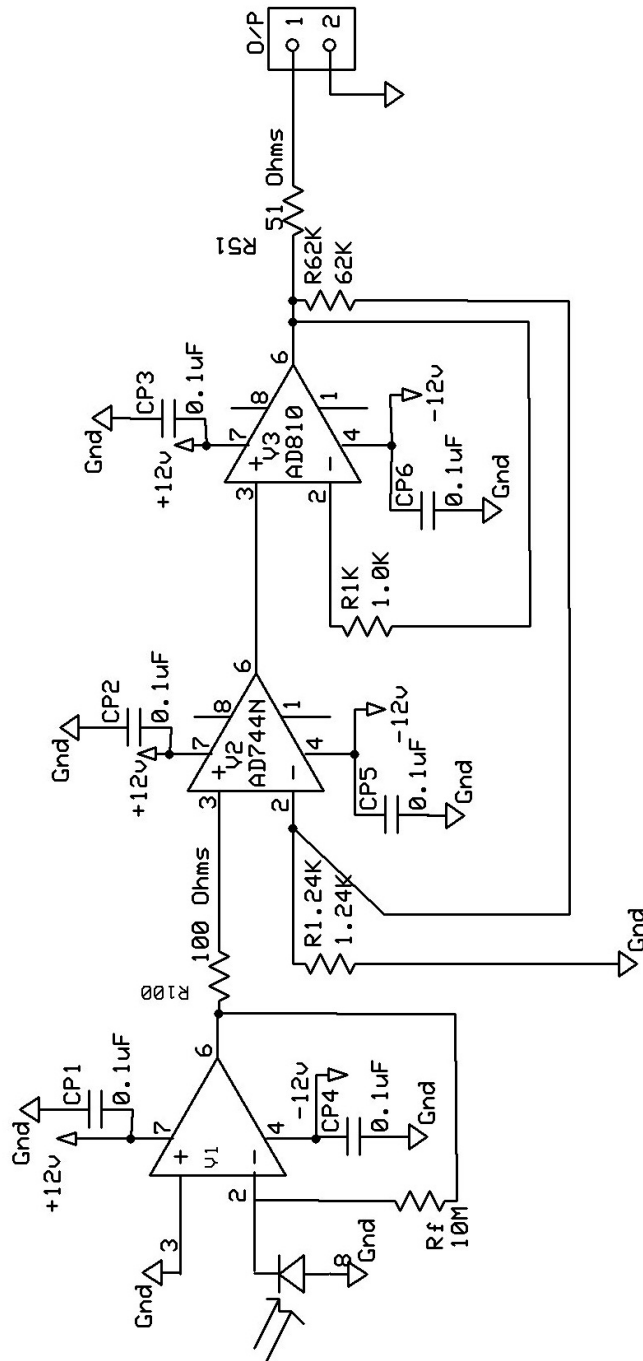 O/P
1
2
51 Ohms
R51
R62K
62K
Gnd
CP3
0.1uF
+12v
8
7
6
+
Y3
AD810
-
3
2
1
4
-12v
CP6
0.1uF
Gnd
R1K
1.0K
Gnd
CP2
0.1uF
+12v
8
7
6
+
Y2
AD744N
-
3
2
1
4
-12v
CP5
0.1uF
Gnd
100 Ohms
R100
R1.24K
1.24K
Gnd
Gnd
CP1
0.1uF
+12v
7
6
+
Y1
-
3
2
4
-12v
CP4
0.1uF
Gnd
Gnd
8
Gnd
Rf
10M